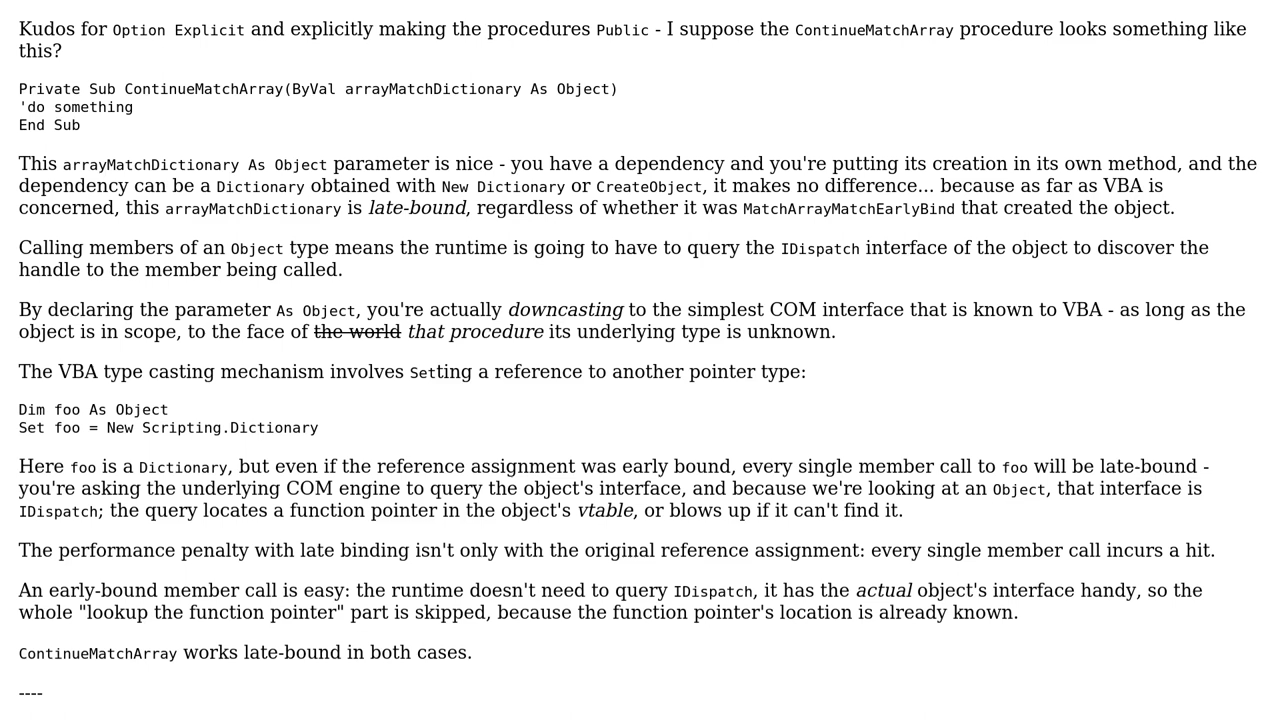 Kudos for Option Explicit and explicitly making the procedures Public - I suppose the ContinueMatchArray procedure looks something like
this?
Private Sub ContinueMatchArray(ByVal arrayMatchDictionary As Object)
'do something
End Sub
This arrayMatchDictionary As Object parameter is nice - you have a dependency and you're putting its creation in its own method, and the
dependency can be a Dictionary obtained with New Dictionary or CreateObject, it makes no difference... because as far as VBA is
concerned, this arrayMatchDictionary is late-bound, regardless of whether it was MatchArrayMatchEarlyBind that created the object.
Calling members of an Object type means the runtime is going to have to query the IDispatch interface of the object to discover the
handle to the member being called.
By declaring the parameter As Object, you're actually downcasting to the simplest COM interface that is known to VBA - as long as the
object is in scope, to the face of the world that procedure its underlying type is unknown.
The VBA type casting mechanism involves Setting a reference to another pointer type:
Dim foo As Object
Set foo = New Scripting.Dictionary
Here foo is a Dictionary, but even if the reference assignment was early bound, every single member call to foo will be late-bound -
you're asking the underlying COM engine to query the object's interface, and because we're looking at an Object, that interface is
IDispatch; the query locates a function pointer in the object's vtable, or blows up if it can't find it.
The performance penalty with late binding isn't only with the original reference assignment: every single member call incurs a hit.
An early-bound member call is easy: the runtime doesn't need to query IDispatch, it has the actual object's interface handy, so the
whole "lookup the function pointer" part is skipped, because the function pointer's location is already known.
ContinueMatchArray works late-bound in both cases.
----